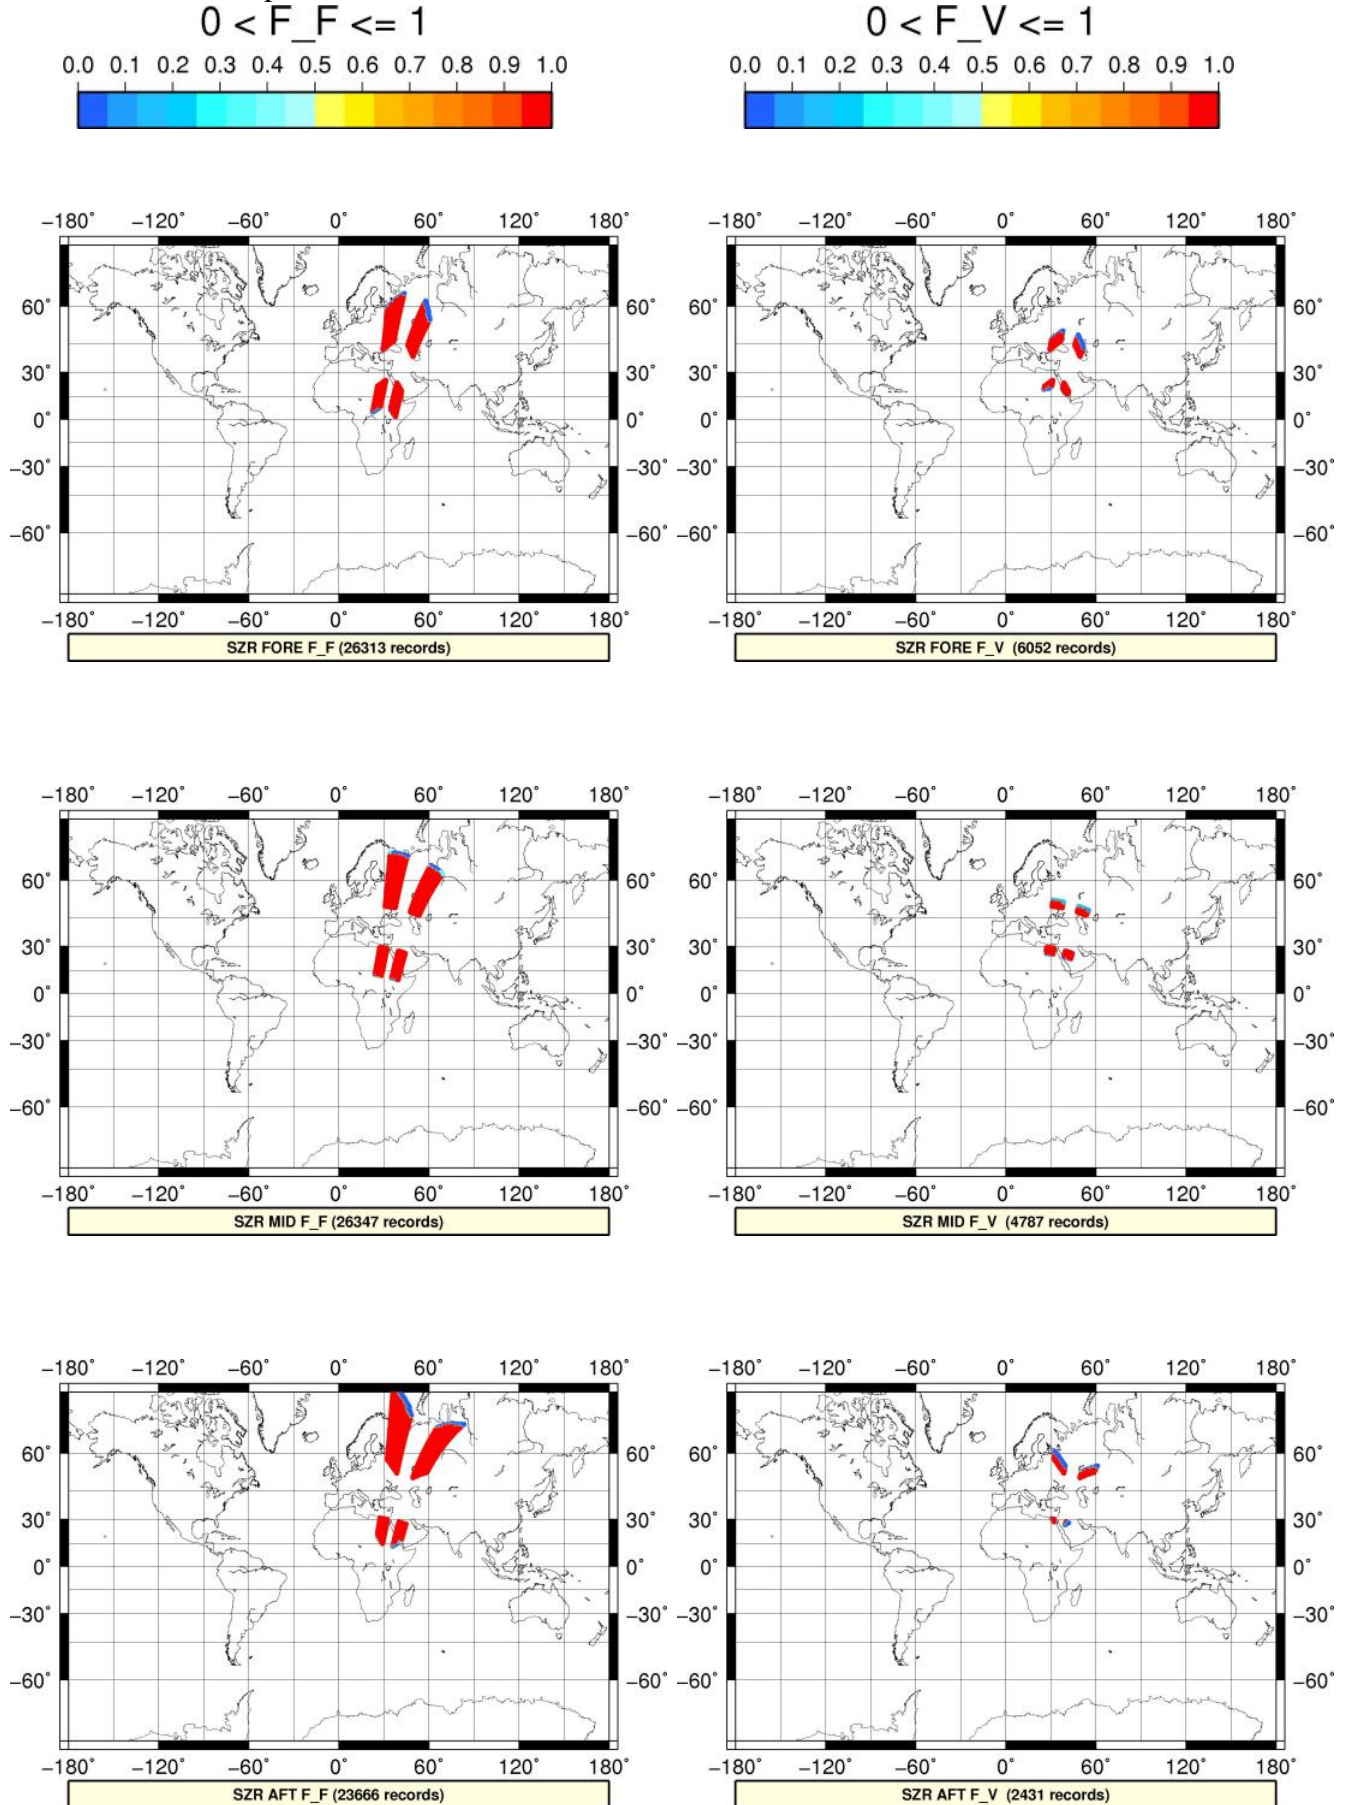 0 < F_F <= 1 0 < F_V <= 1
0.0 0.1 0.2 0.3 0.4 0.5 0.6 0.7 0.8 0.9 1.0 0.0 0.1 0.2 0.3 0.4 0.5 0.6 0.7 0.8 0.9 1.0
−180˚ −120˚ −60˚ 0˚ 60˚ 120˚ 180˚ −180˚ −120˚ −60˚ 0˚ 60˚ 120˚ 180˚
60˚ 60˚ 60˚ 60˚
30˚ 30˚ 30˚ 30˚
0˚ 0˚ 0˚ 0˚
−30˚ −30˚ −30˚ −30˚
−60˚ −60˚ −60˚ −60˚
−180˚ −120˚ −60˚ 0˚ 60˚ 120˚ 180˚ −180˚ −120˚ −60˚ 0˚ 60˚ 120˚ 180˚
SZR FORE F_F (26313 records) SZR FORE F_V (6052 records)
−180˚ −120˚ −60˚ 0˚ 60˚ 120˚ 180˚ −180˚ −120˚ −60˚ 0˚ 60˚ 120˚ 180˚
60˚ 60˚ 60˚ 60˚
30˚ 30˚ 30˚ 30˚
0˚ 0˚ 0˚ 0˚
−30˚ −30˚ −30˚ −30˚
−60˚ −60˚ −60˚ −60˚
−180˚ −120˚ −60˚ 0˚ 60˚ 120˚ 180˚ −180˚ −120˚ −60˚ 0˚ 60˚ 120˚ 180˚
SZR MID F_F (26347 records) SZR MID F_V (4787 records)
−180˚ −120˚ −60˚ 0˚ 60˚ 120˚ 180˚ −180˚ −120˚ −60˚ 0˚ 60˚ 120˚ 180˚
60˚ 60˚ 60˚ 60˚
30˚ 30˚ 30˚ 30˚
0˚ 0˚ 0˚ 0˚
−30˚ −30˚ −30˚ −30˚
−60˚ −60˚ −60˚ −60˚
−180˚ −120˚ −60˚ 0˚ 60˚ 120˚ 180˚ −180˚ −120˚ −60˚ 0˚ 60˚ 120˚ 180˚
SZR AFT F_F (23666 records) SZR AFT F_V (2431 records)